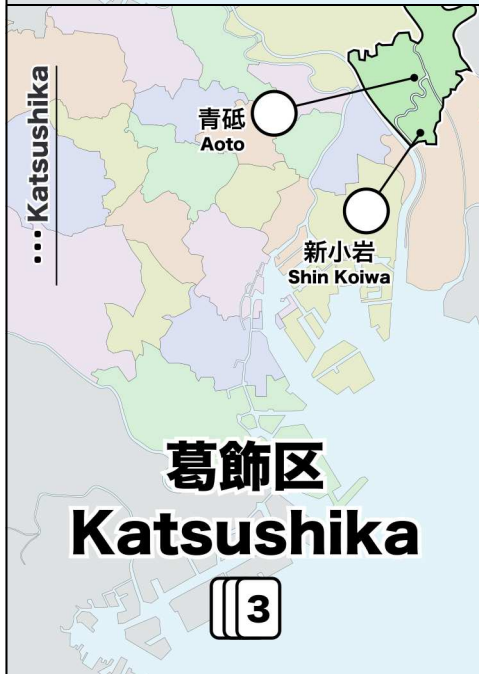 …Katsushika
青砥
Aoto
新小岩
Shin Koiwa
葛飾区
Katsushika
3